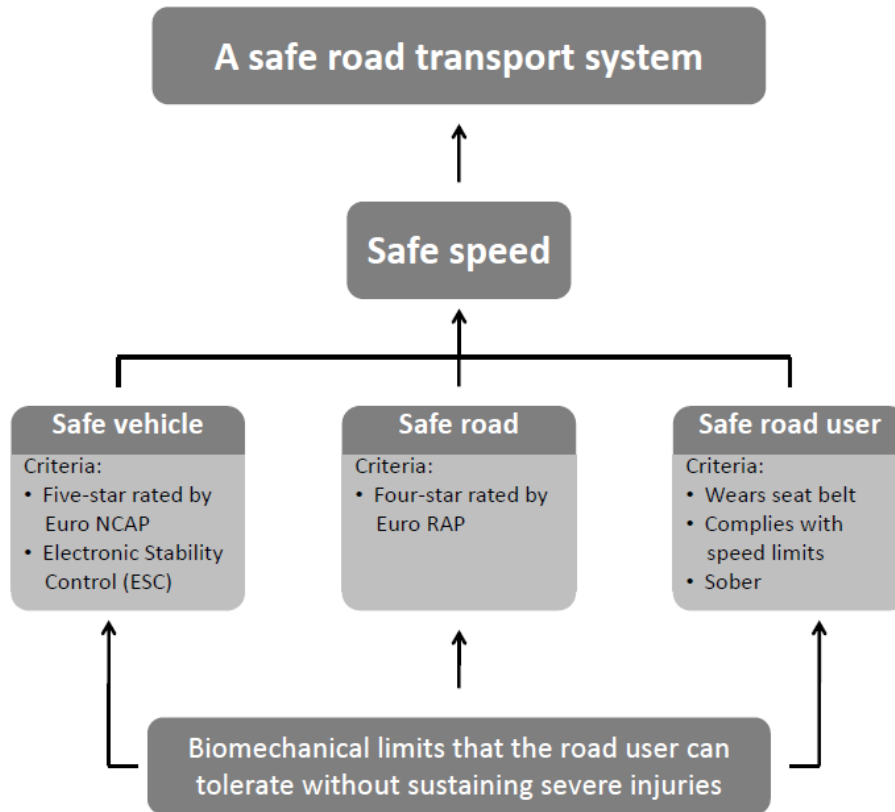 A safe road transport system
Safe speed
Safe vehicle
Criteria:
• Five-star rated by
Euro NCAP
• Electronic Stability
Control (ESC)
Safe road
Criteria:
• Four-star rated by
Euro RAP
Safe road user
Criteria:
• Wears seat belt
• Complies with
speed limits
• Sober
Biomechanical limits that the road user can
tolerate without sustaining severe injuries